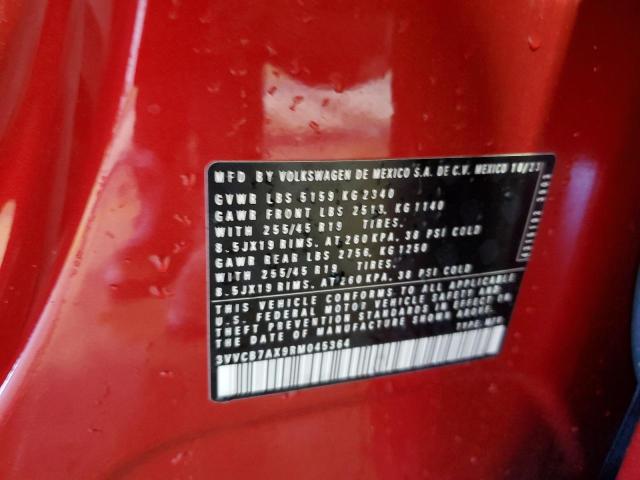 MFD BY VOLKSWAGEN DE MEXICO S.A. DE C.V. MEXICO 10/23
GVWR LBS 5159 KG 2340
GAWR FRONT LBS 2513, KG 1140
WITH 255/45 R19 TIRES.
8.5JX19 RIMS. AT 260 KPA, 38 PSI COLD
GAWR REAR LBS 2756, KG 1250
WITH 255/45 R19 TIRES.
8.5JX19 RIMS. AT 260 KPA, 38 PSI COLD
THIS VEHICLE CONFORMS TO ALL APPLICABLE
U.S. FEDERAL MOTOR VEHICLE SAFETY AND
THEFT PREVENTION STANDARDS IN EFFECT ON
THE DATE OF MANUFACTURE SHOWN ABOVE.
3VVCB7AX9RM045364 TYPE: MPV